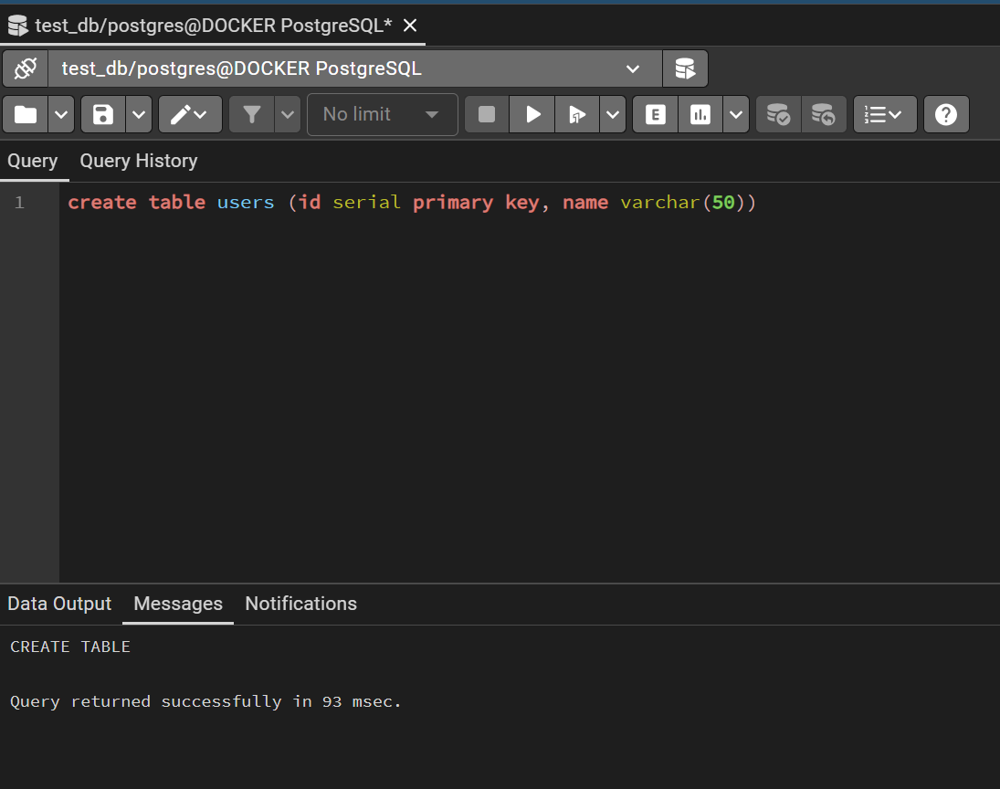 test_db/postgres@DOCKER PostgreSQL*
test_db/postgres@DOCKER PostgreSQL
No limit
E
Query Query History
1 create table users (id serial primary key, name varchar(50))
Data Output Messages Notifications
CREATE TABLE
Query returned successfully in 93 msec.